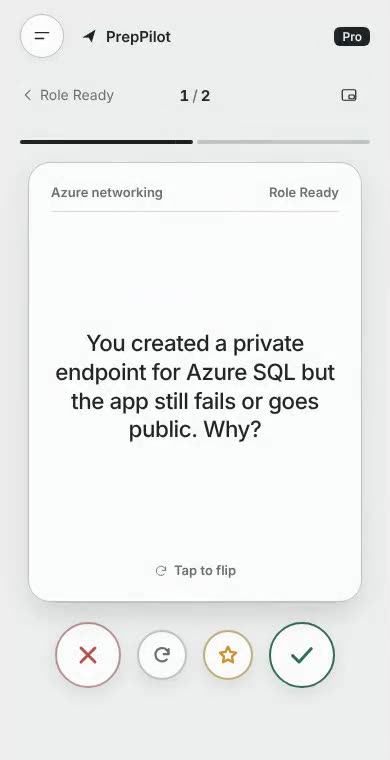 PrepPilot
Pro
Role Ready
1 / 2
Azure networking
Role Ready
You created a private
endpoint for Azure SQL but
the app still fails or goes
public. Why?
Tap to flip